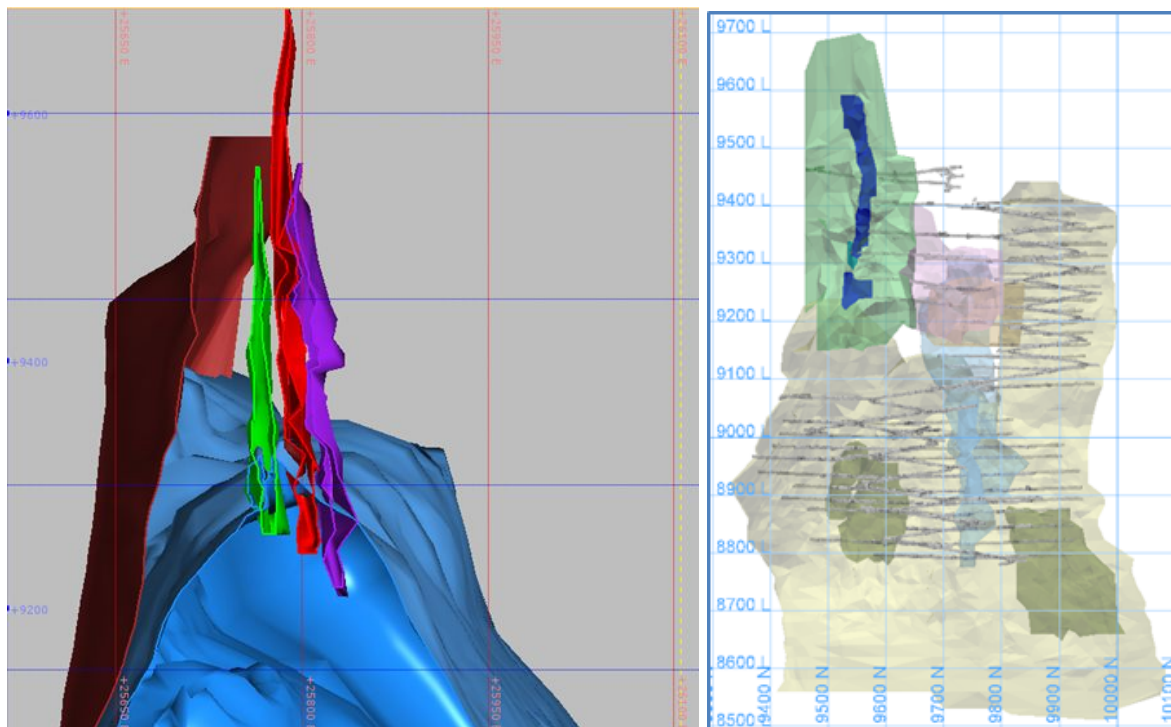 +25650 E
+25800 E
+25950 E
+26100 E
+9600
+9400
+9200
+25650 E
+25800 E
+25950 E
9700 L
9600 L
9500 L
9400 L
9300 L
9200 L
9100 L
9000 L
8900 L
8800 L
8700 L
8600 L
8500 L
9400 N
9500 N
9600 N
9700 N
9800 N
9900 N
10000 N